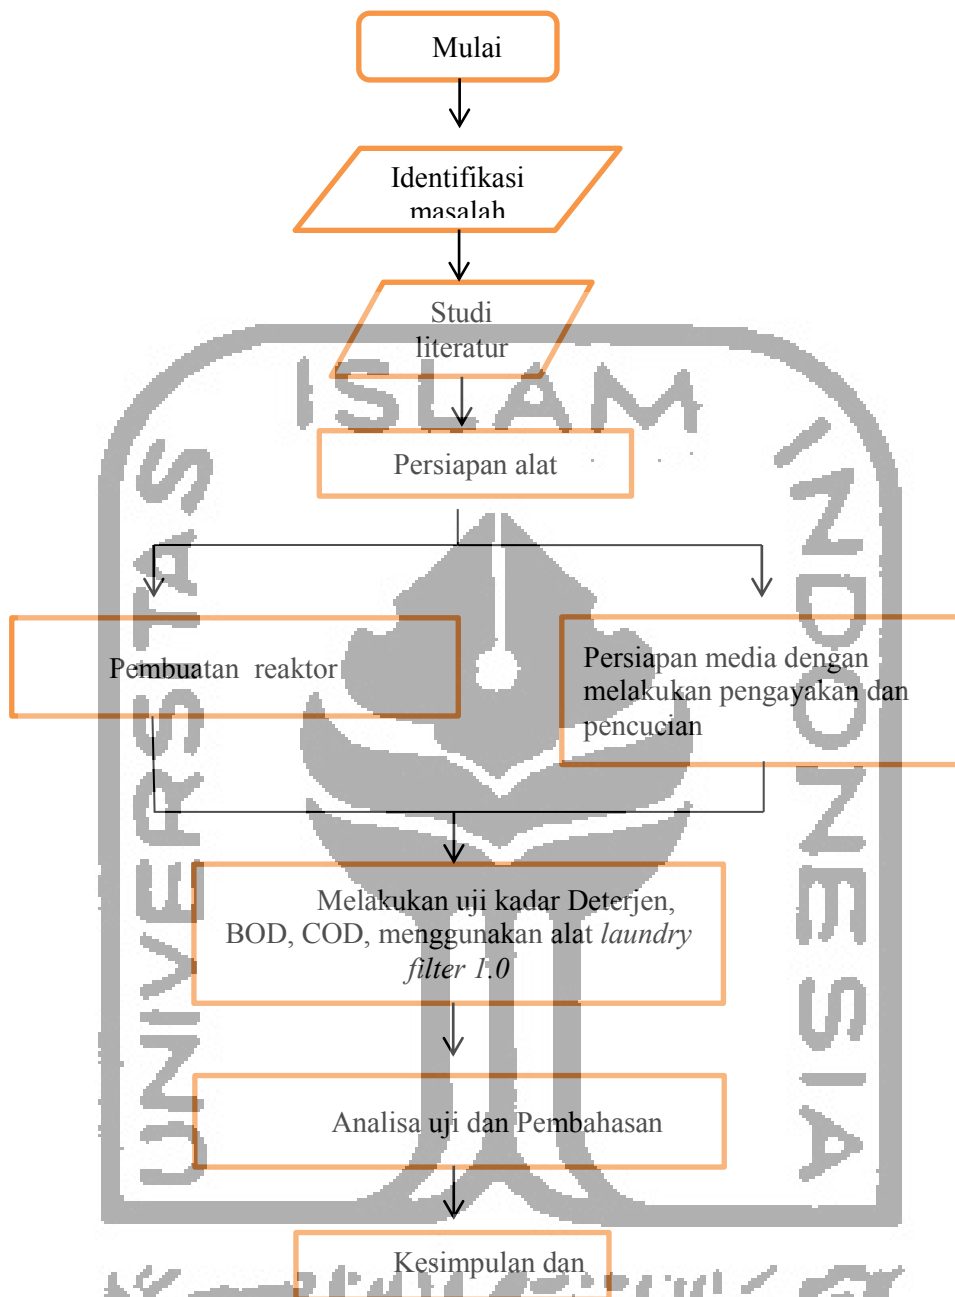 Mulai
Identifikasi
masalah
Studi
literatur
ISLAM
Persiapan alat
UNIVERSITAS
INDONESIA
Pembuatan reaktor
Persiapan media dengan
melakukan pengayakan dan
pencucian
Melakukan uji kadar Deterjen,
BOD, COD, menggunakan alat laundry
filter 1.0
Analisa uji dan Pembahasan
Kesimpulan dan